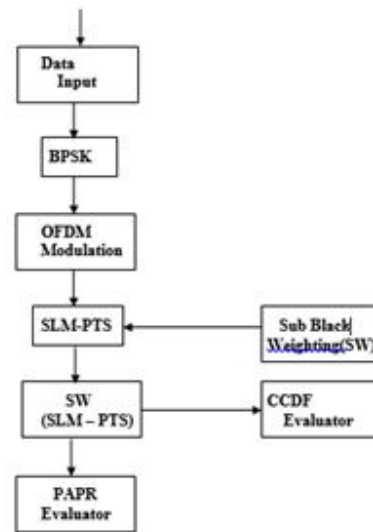 Data
Input
BPSK
OFDM
Modulation
SLM-PTS
Sub Black
Weighting(SW)
SW
(SLM – PTS)
CCDF
Evaluator
PAPR
Evaluator